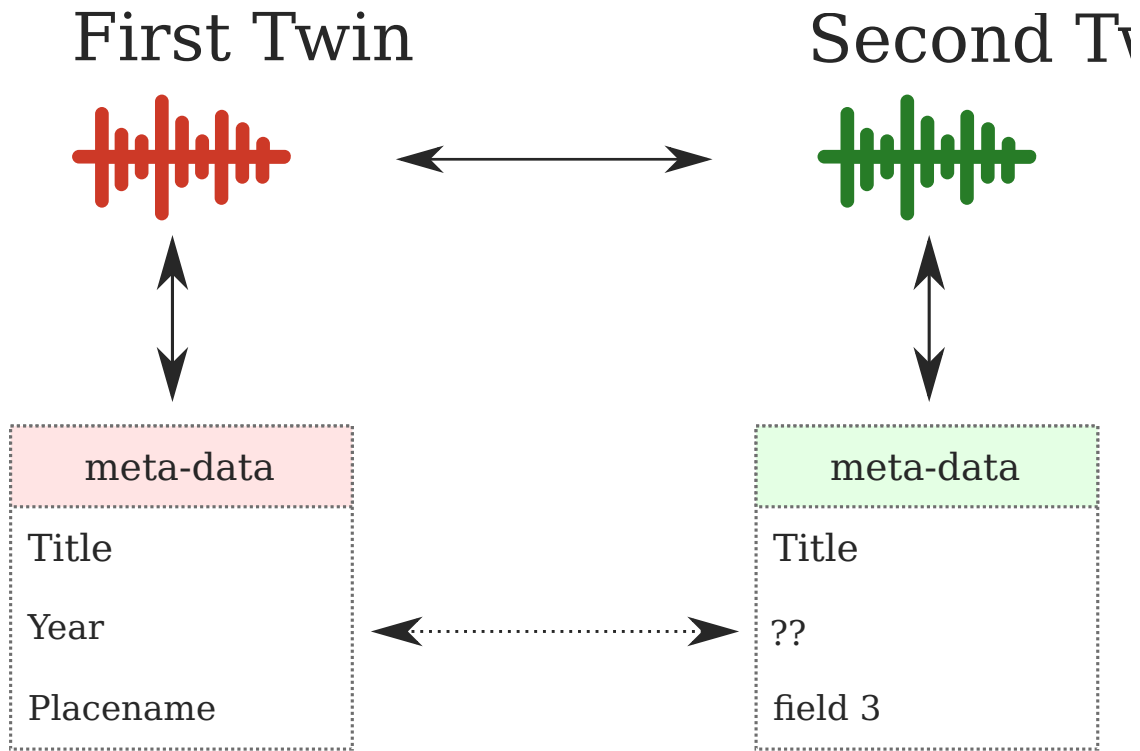 First Twin
Second Tw
meta-data
Title
Year
Placename
meta-data
Title
??
field 3